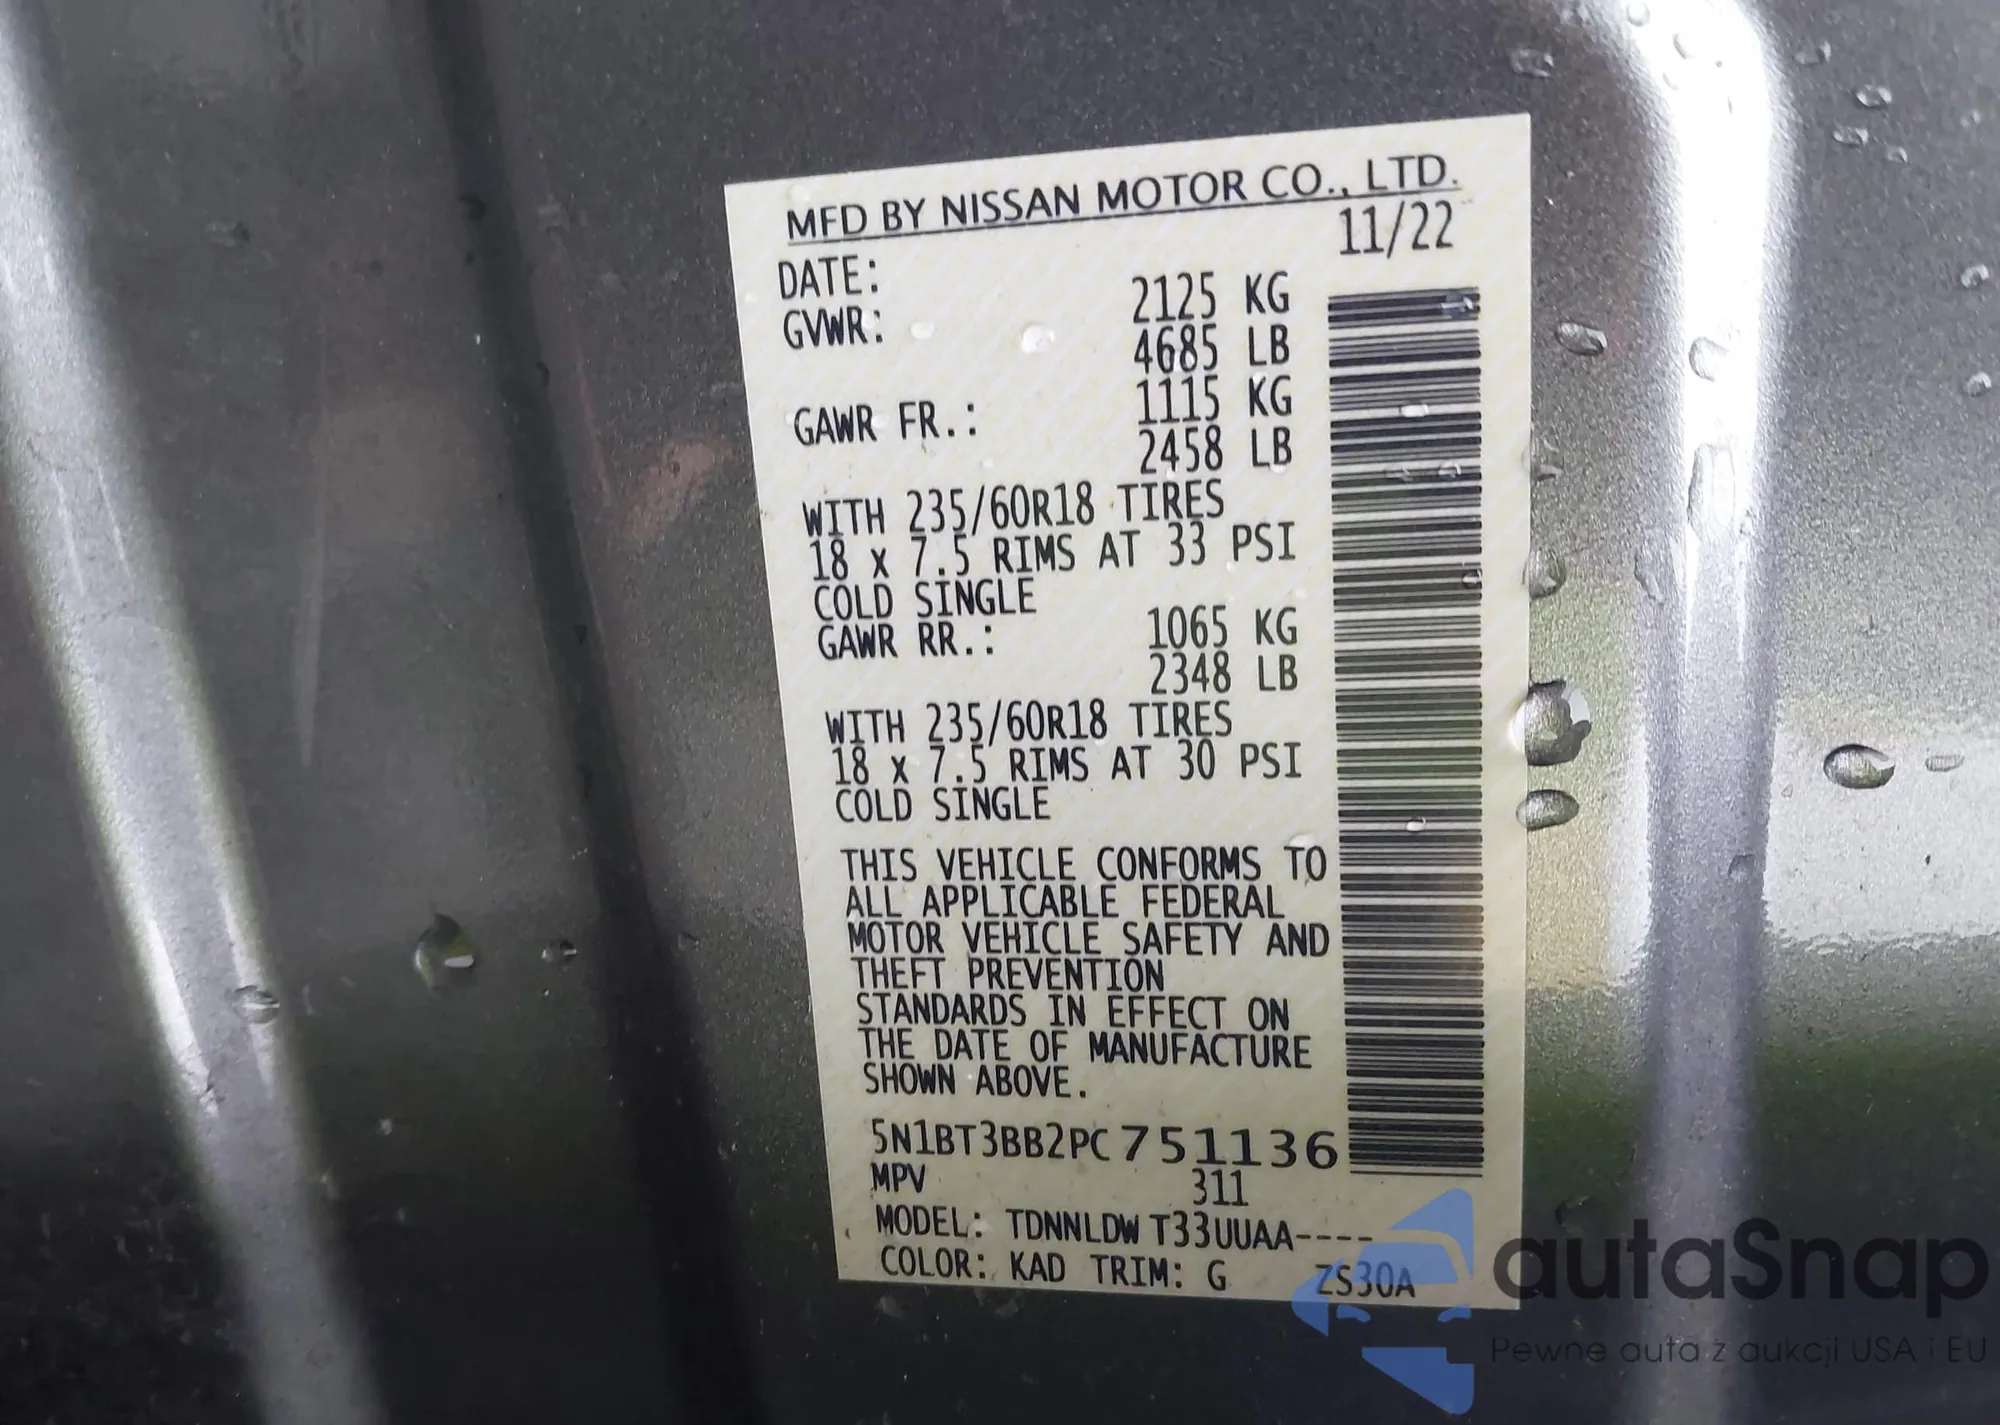 MFD BY NISSAN MOTOR CO., LTD.
DATE: 11/22
GVWR: 2125 KG
4685 LB
GAWR FR.: 1115 KG
2458 LB
WITH 235/60R18 TIRES
18 x 7.5 RIMS AT 33 PSI
COLD SINGLE
GAWR RR.: 1065 KG
2348 LB
WITH 235/60R18 TIRES
18 x 7.5 RIMS AT 30 PSI
COLD SINGLE
THIS VEHICLE CONFORMS TO
ALL APPLICABLE FEDERAL
MOTOR VEHICLE SAFETY AND
THEFT PREVENTION
STANDARDS IN EFFECT ON
THE DATE OF MANUFACTURE
SHOWN ABOVE.
5N1BT3BB2PC751136
MPV 311
MODEL: TDNNLDW T33UUAA----
COLOR: KAD TRIM: G ZS30A
autaSnap
Pewne auta z aukcji USA i EU